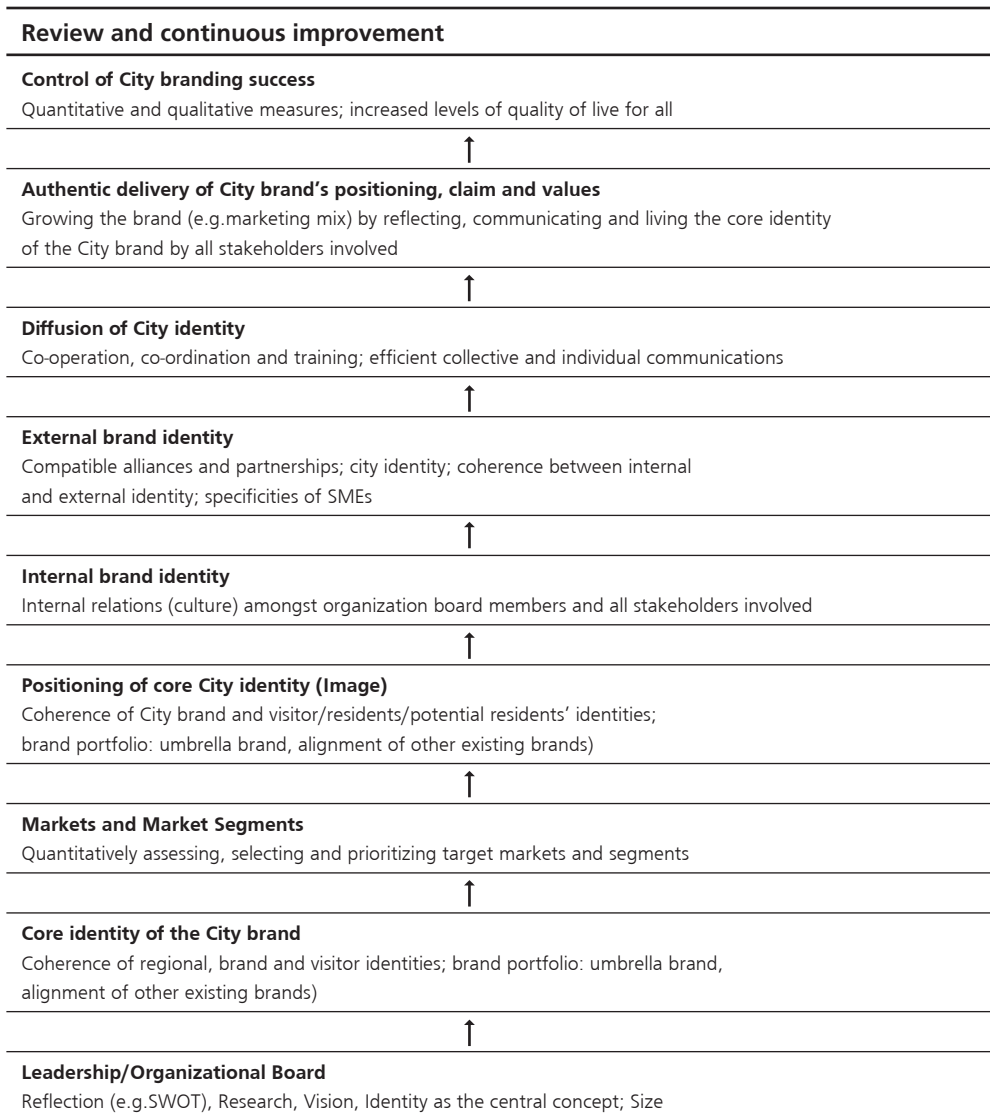 Review and continuous improvement
Control of City branding success
Quantitative and qualitative measures; increased levels of quality of live for all
↑
Authentic delivery of City brand’s positioning, claim and values
Growing the brand (e.g.marketing mix) by reflecting, communicating and living the core identity
of the City brand by all stakeholders involved
↑
Diffusion of City identity
Co-operation, co-ordination and training; efficient collective and individual communications
↑
External brand identity
Compatible alliances and partnerships; city identity; coherence between internal
and external identity; specificities of SMEs
↑
Internal brand identity
Internal relations (culture) amongst organization board members and all stakeholders involved
↑
Positioning of core City identity (Image)
Coherence of City brand and visitor/residents/potential residents’ identities;
brand portfolio: umbrella brand, alignment of other existing brands)
↑
Markets and Market Segments
Quantitatively assessing, selecting and prioritizing target markets and segments
↑
Core identity of the City brand
Coherence of regional, brand and visitor identities; brand portfolio: umbrella brand,
alignment of other existing brands)
↑
Leadership/Organizational Board
Reflection (e.g.SWOT), Research, Vision, Identity as the central concept; Size